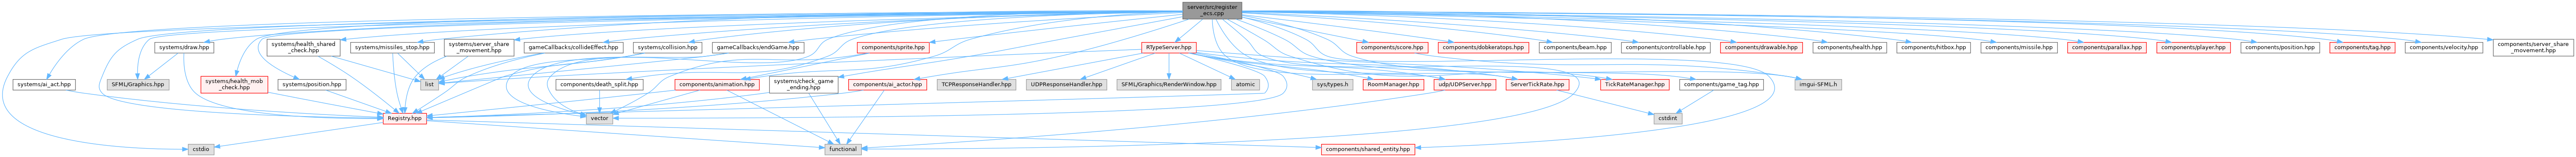 server/src/register
_ecs.cpp
systems/draw.hpp
systems/health_shared
_check.hpp
systems/missiles_stop.hpp
systems/server_share
_movement.hpp
gameCallbacks/collideEffect.hpp
systems/collision.hpp
gameCallbacks/endGame.hpp
components/sprite.hpp
RTypeServer.hpp
components/score.hpp
components/dobkeratops.hpp
components/beam.hpp
components/controllable.hpp
components/drawable.hpp
components/health.hpp
components/hitbox.hpp
components/missile.hpp
components/parallax.hpp
components/player.hpp
components/position.hpp
components/tag.hpp
components/velocity.hpp
components/server_share
_movement.hpp
systems/ai_act.hpp
SFML/Graphics.hpp
systems/health_mob
_check.hpp
systems/position.hpp
list
components/death_split.hpp
components/animation.hpp
systems/check_game
_ending.hpp
components/ai_actor.hpp
TCPResponseHandler.hpp
UDPResponseHandler.hpp
SFML/Graphics/RenderWindow.hpp
atomic
sys/types.h
RoomManager.hpp
udp/UDPServer.hpp
ServerTickRate.hpp
TickRateManager.hpp
components/game_tag.hpp
imgui-SFML.h
Registry.hpp
vector
cstdint
cstdio
functional
components/shared_entity.hpp